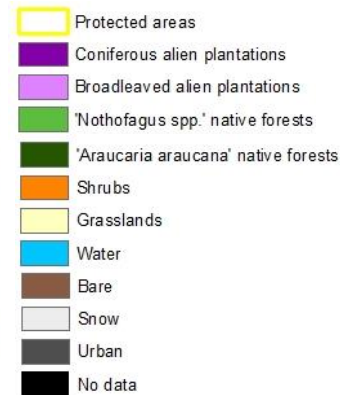 Protected areas
Coniferous alien plantations
Broadleaved alien plantations
'Nothofagus spp.' native forests
'Araucaria araucana' native forests
Shrubs
Grasslands
Water
Bare
Snow
Urban
No data